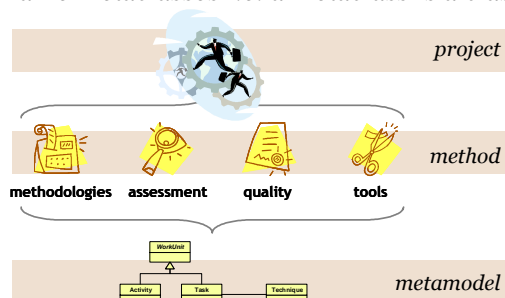 project
method
methodologies assessment quality tools
WorkUnit
metamodel
Activity Task Technique